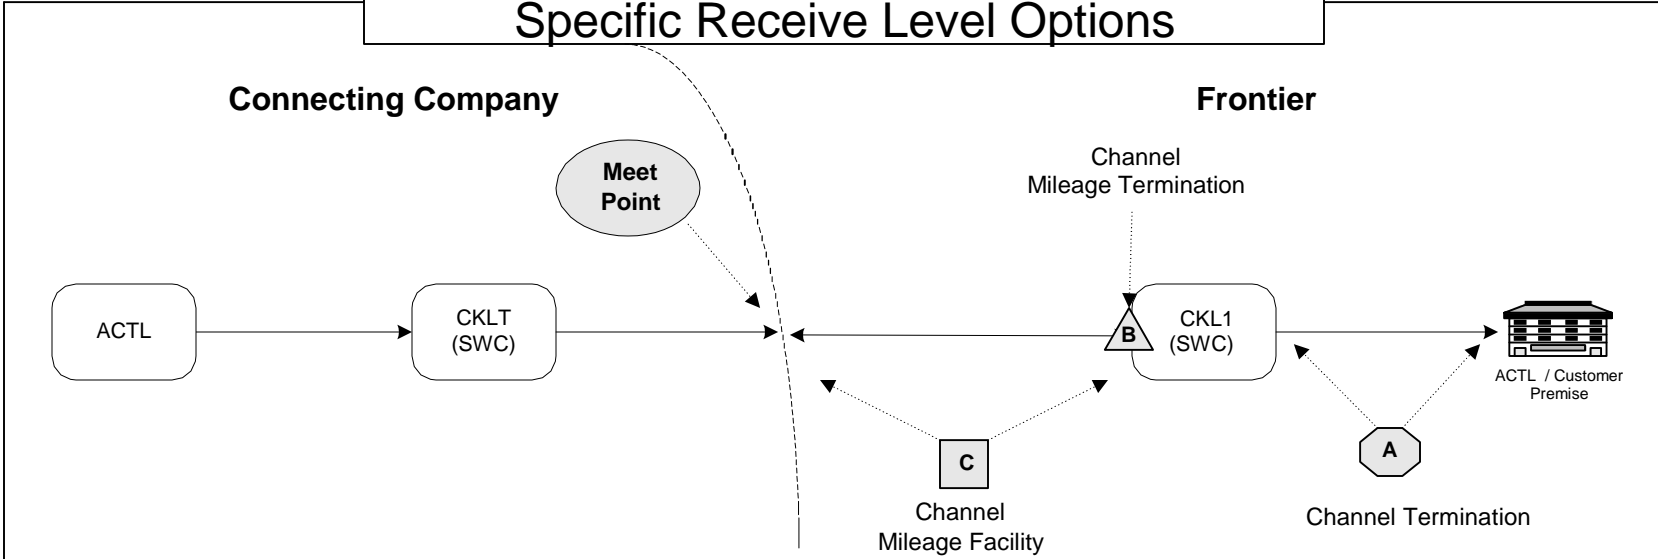 Specific Receive Level Options
Connecting Company
Frontier
Meet
Point
Channel
Mileage Termination
ACTL
CKLT
(SWC)
B
CKL1
(SWC)
ACTL / Customer
Premise
C
A
Channel
Mileage Facility
Channel Termination